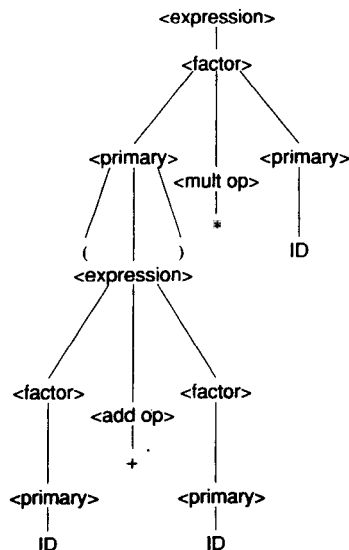 <expression>
<factor>
<primary> <mult op> <primary>
* ID
( )
<expression>
<factor> <add op> <factor>
+
<primary> <primary>
ID ID